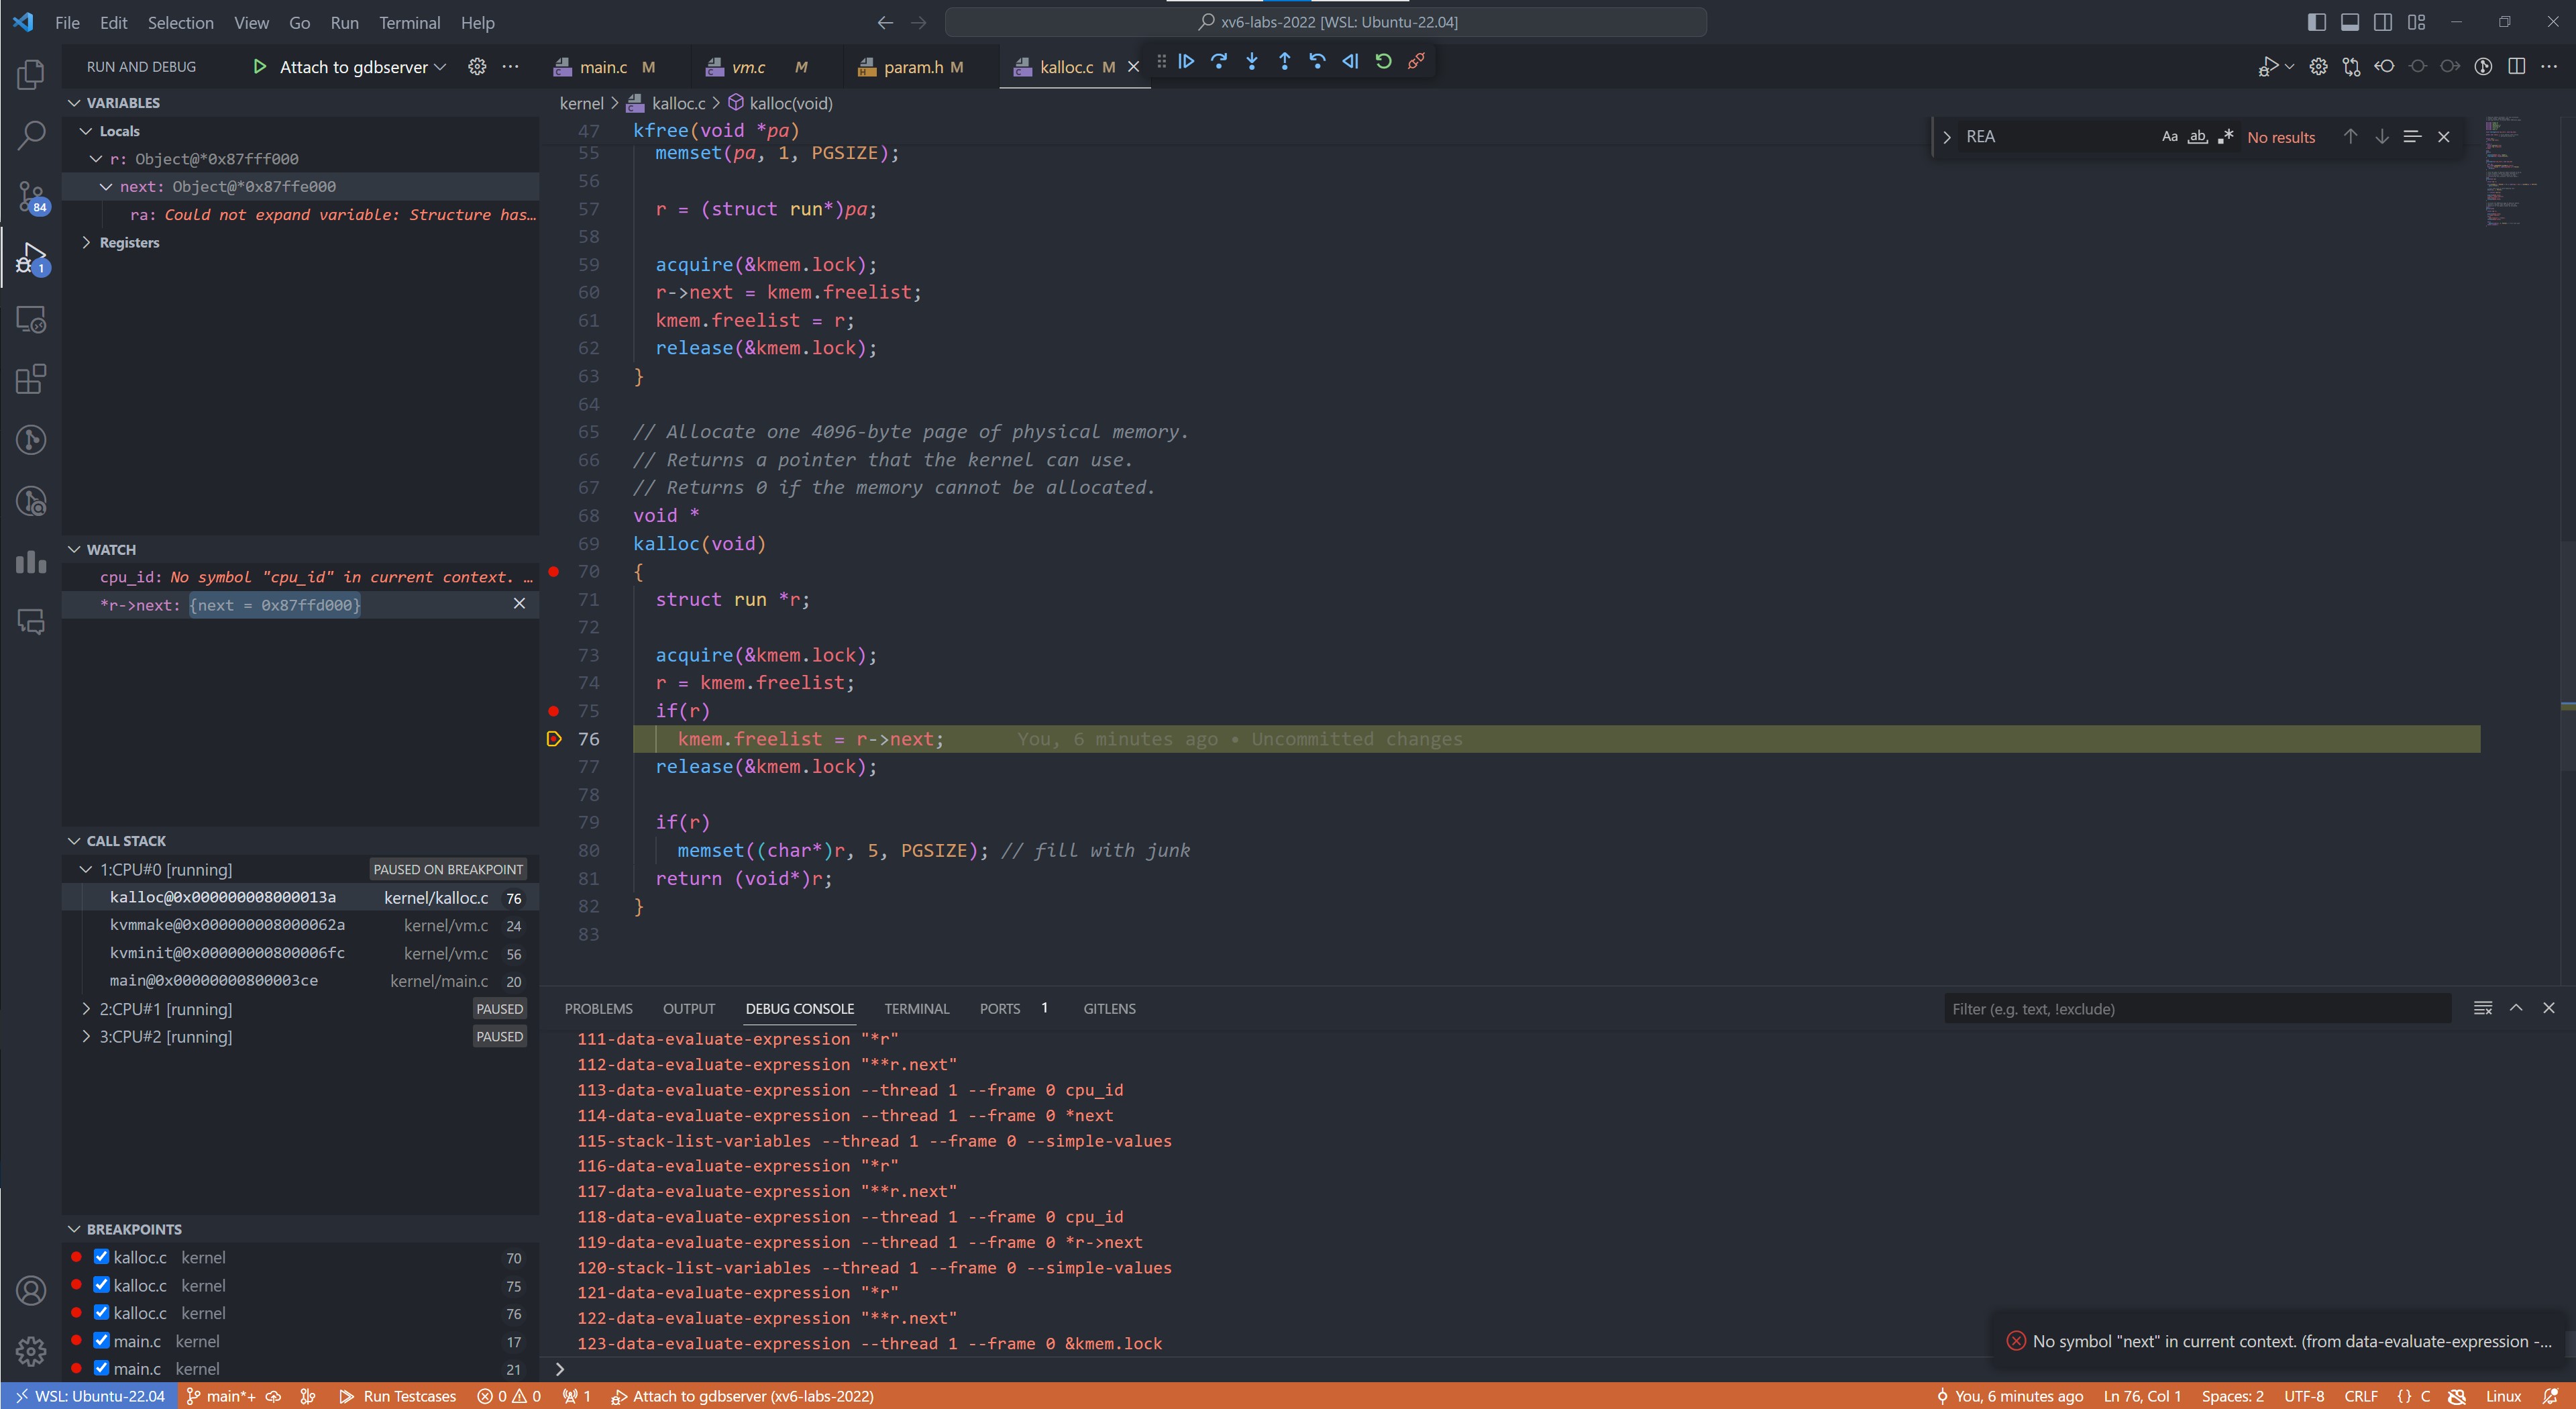 File Edit Selection View Go Run Terminal Help
xv6-labs-2022 [WSL: Ubuntu-22.04]
RUN AND DEBUG
Attach to gdbserver
main.c M
vm.c M
param.h M
kalloc.c M
kernel > kalloc.c > kalloc(void)
VARIABLES
Locals
r: Object@*0x87fff000
next: Object@*0x87ffe000
ra: Could not expand variable: Structure has…
Registers
84
1
WATCH
cpu_id: No symbol "cpu_id" in current context. …
*r->next: {next = 0x87ffd000}
CALL STACK
1:CPU#0 [running] PAUSED ON BREAKPOINT
kalloc@0x000000008000013a kernel/kalloc.c 76
kvmmake@0x000000008000062a kernel/vm.c 24
kvminit@0x00000000800006fc kernel/vm.c 56
main@0x00000000800003ce kernel/main.c 20
2:CPU#1 [running] PAUSED
3:CPU#2 [running] PAUSED
BREAKPOINTS
kalloc.c kernel 70
kalloc.c kernel 75
kalloc.c kernel 76
main.c kernel 17
main.c kernel 21
REA
Aa ab .* No results
47 kfree(void *pa)
55 memset(pa, 1, PGSIZE);
56
57 r = (struct run*)pa;
58
59 acquire(&kmem.lock);
60 r->next = kmem.freelist;
61 kmem.freelist = r;
62 release(&kmem.lock);
63 }
64
65 // Allocate one 4096-byte page of physical memory.
66 // Returns a pointer that the kernel can use.
67 // Returns 0 if the memory cannot be allocated.
68 void *
69 kalloc(void)
70 {
71 struct run *r;
72
73 acquire(&kmem.lock);
74 r = kmem.freelist;
75 if(r)
76 kmem.freelist = r->next; You, 6 minutes ago • Uncommitted changes
77 release(&kmem.lock);
78
79 if(r)
80 memset((char*)r, 5, PGSIZE); // fill with junk
81 return (void*)r;
82 }
83
PROBLEMS OUTPUT DEBUG CONSOLE TERMINAL PORTS 1 GITLENS
Filter (e.g. text, !exclude)
111-data-evaluate-expression "*r"
112-data-evaluate-expression "**r.next"
113-data-evaluate-expression --thread 1 --frame 0 cpu_id
114-data-evaluate-expression --thread 1 --frame 0 *next
115-stack-list-variables --thread 1 --frame 0 --simple-values
116-data-evaluate-expression "*r"
117-data-evaluate-expression "**r.next"
118-data-evaluate-expression --thread 1 --frame 0 cpu_id
119-data-evaluate-expression --thread 1 --frame 0 *r->next
120-stack-list-variables --thread 1 --frame 0 --simple-values
121-data-evaluate-expression "*r"
122-data-evaluate-expression "**r.next"
123-data-evaluate-expression --thread 1 --frame 0 &kmem.lock
>
No symbol "next" in current context. (from data-evaluate-expression -…
WSL: Ubuntu-22.04 main*+ Run Testcases 0 0 1 Attach to gdbserver (xv6-labs-2022)
You, 6 minutes ago Ln 76, Col 1 Spaces: 2 UTF-8 CRLF {} C Linux